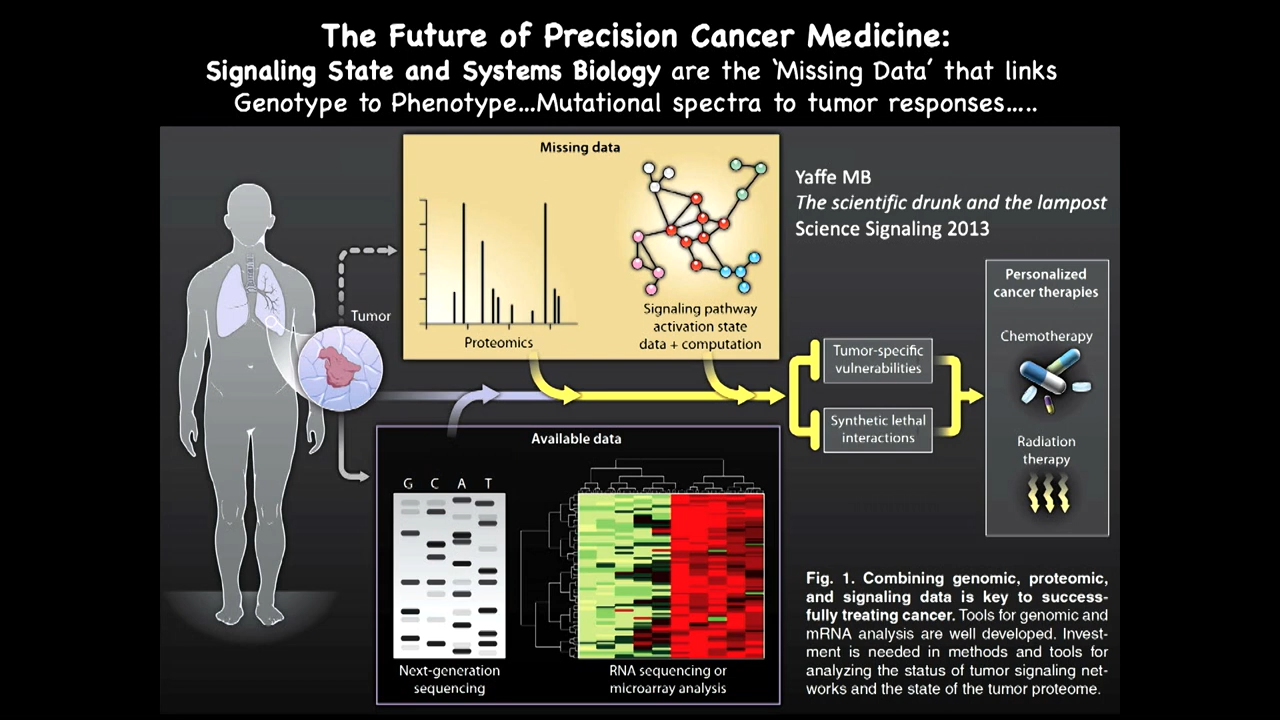 The Future of Precision Cancer Medicine:
Signaling State and Systems Biology are the ‘Missing Data’ that links
Genotype to Phenotype...Mutational spectra to tumor responses.....
Missing data
Proteomics
Signaling pathway
activation state
data + computation
Yaffe MB
The scientific drunk and the lampost
Science Signaling 2013
Tumor
Tumor-specific
vulnerabilities
Synthetic lethal
interactions
Personalized
cancer therapies
Chemotherapy
Radiation
therapy
Available data
G C A T
Next-generation
sequencing
RNA sequencing or
microarray analysis
Fig. 1. Combining genomic, proteomic,
and signaling data is key to success-
fully treating cancer. Tools for genomic and
mRNA analysis are well developed. Invest-
ment is needed in methods and tools for
analyzing the status of tumor signaling net-
works and the state of the tumor proteome.